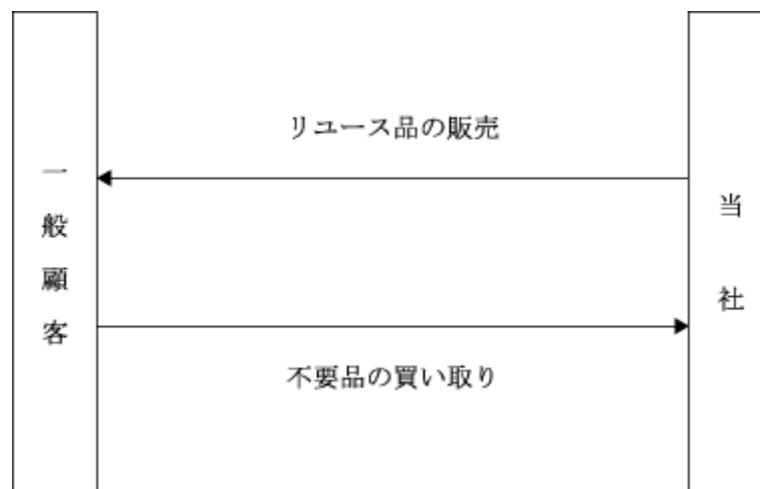 リユース品の販売
一般顧客
当社
不要品の買い取り